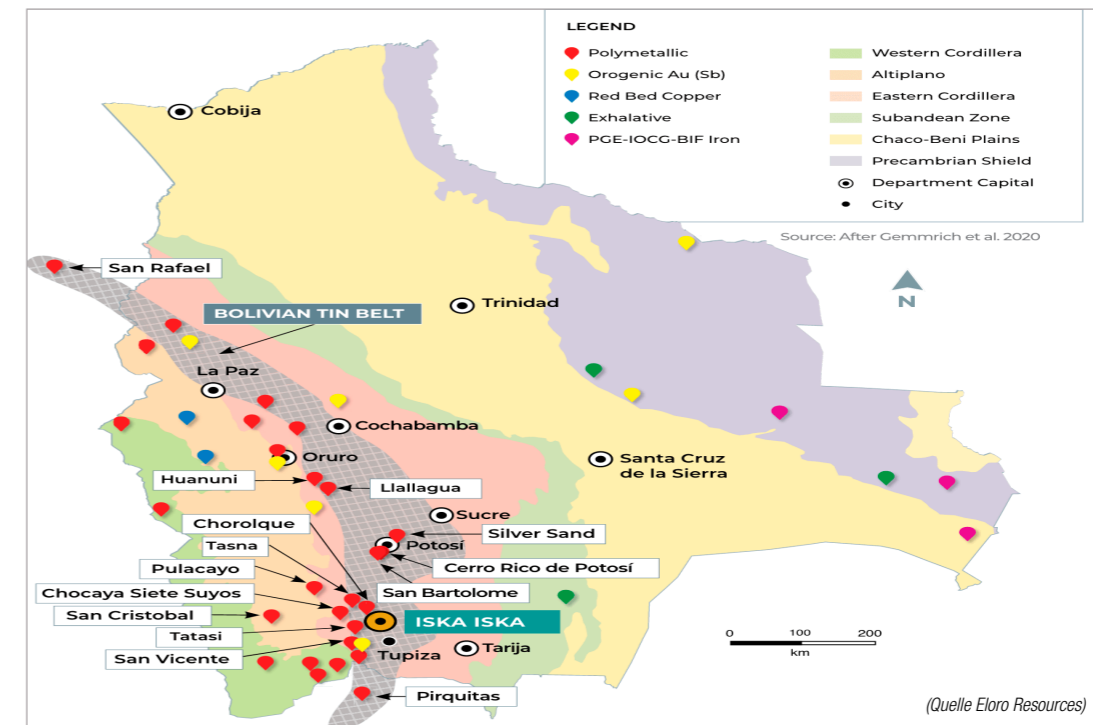 LEGEND
Polymetallic
Orogenic Au (Sb)
Red Bed Copper
Exhalative
PGE-IOCG-BIF Iron
Western Cordillera
Altiplano
Eastern Cordillera
Subandean Zone
Chaco-Beni Plains
Precambrian Shield
Department Capital
City
Source: After Gemmrich et al. 2020
N
Cobija
San Rafael
BOLIVIAN TIN BELT
Trinidad
La Paz
Cochabamba
Oruro
Santa Cruz
de la Sierra
Huanuni
Llallagua
Sucre
Chorolque
Silver Sand
Tasna
Potosí
Pulacayo
Cerro Rico de Potosí
Chocaya Siete Suyos
San Bartolome
San Cristobal
ISKA ISKA
Tatasi
San Vicente
Tupiza
Tarija
Pirquitas
0 100 200
km
(Quelle Eloro Resources)